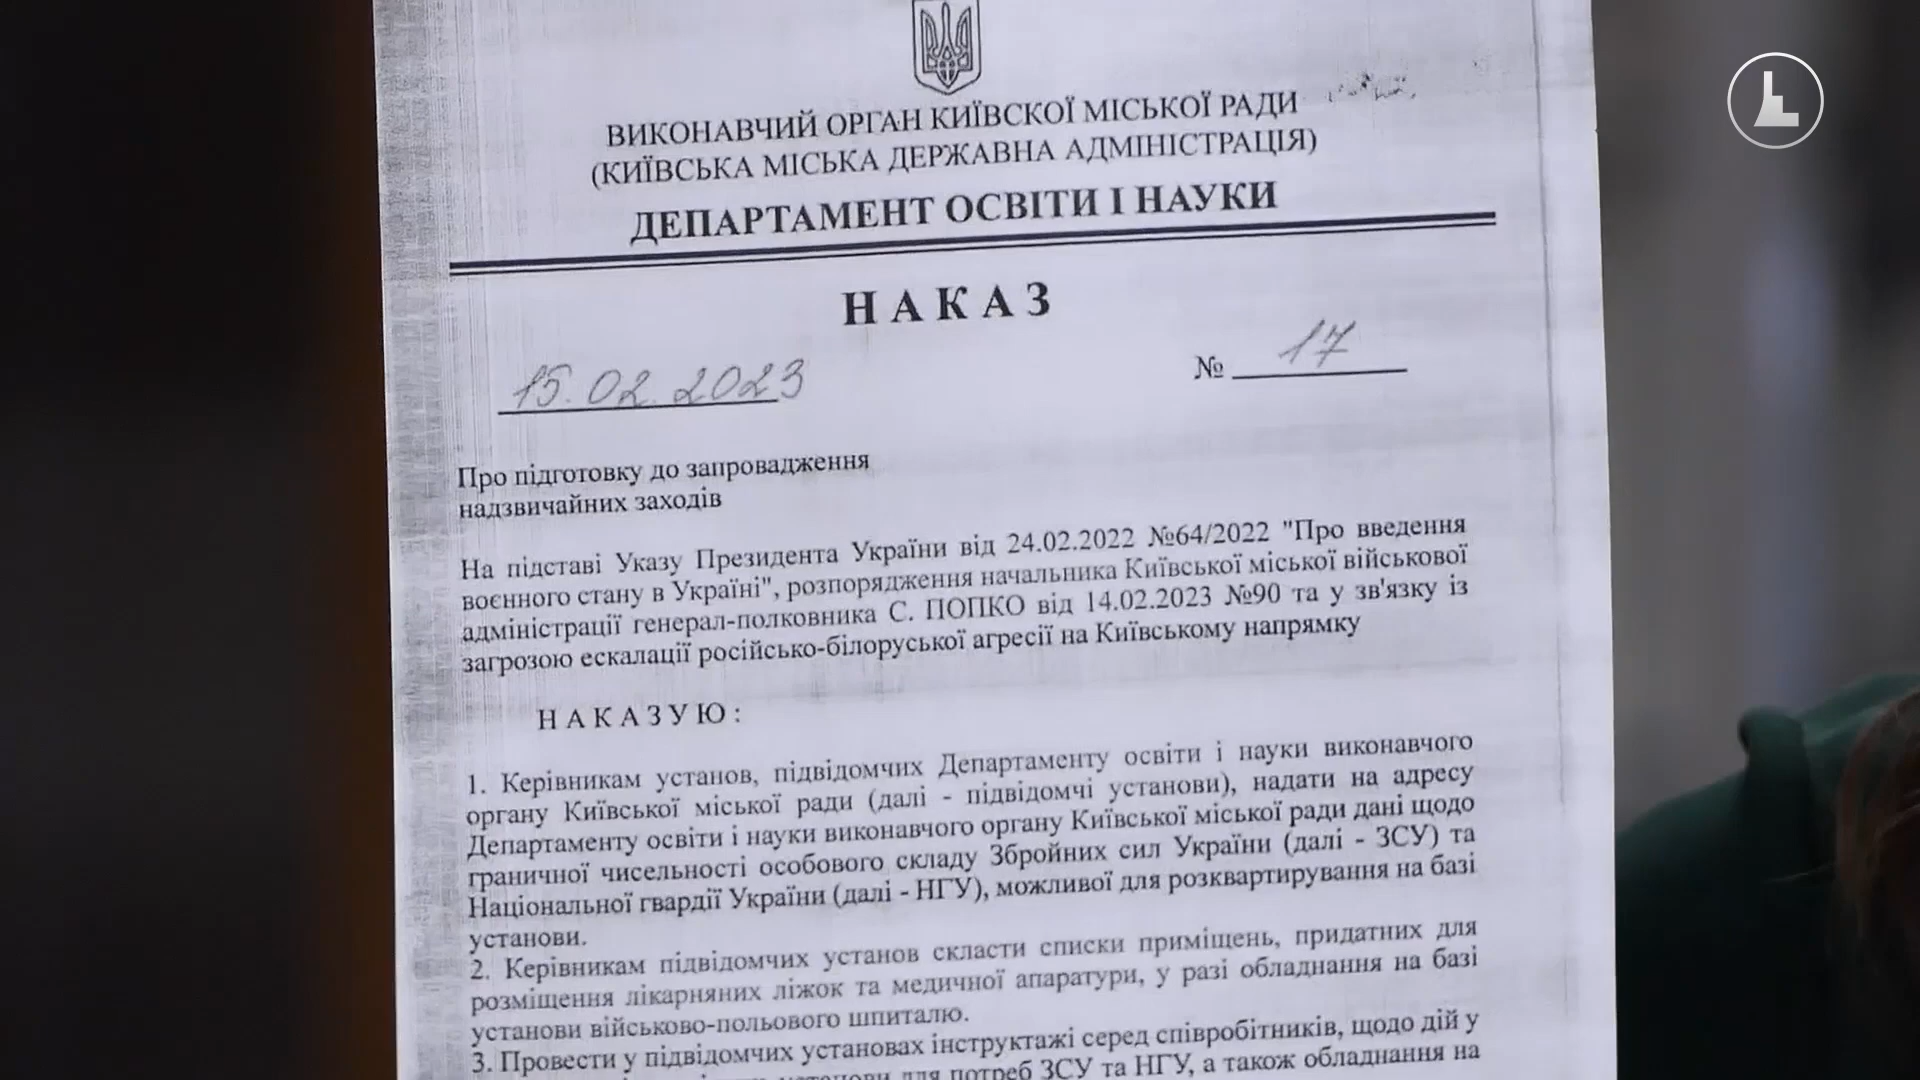 ВИКОНАВЧИЙ ОРГАН КИЇВСКОЇ МІСЬКОЇ РАДИ
(КИЇВСЬКА МІСЬКА ДЕРЖАВНА АДМІНІСТРАЦІЯ)
ДЕПАРТАМЕНТ ОСВІТИ І НАУКИ
НАКАЗ
15.02.2023 № 17
Про підготовку до запровадження
надзвичайних заходів
На підставі Указу Президента України від 24.02.2022 №64/2022 "Про введення
воєнного стану в Україні", розпорядження начальника Київської міської військової
адміністрації генерал-полковника С. ПОПКО від 14.02.2023 №90 та у зв'язку із
загрозою ескалації російсько-білоруської агресії на Київському напрямку
НАКАЗУЮ:
1. Керівникам установ, підвідомчих Департаменту освіти і науки виконавчого
органу Київської міської ради (далі - підвідомчі установи), надати на адресу
Департаменту освіти і науки виконавчого органу Київської міської ради дані щодо
граничної чисельності особового складу Збройних сил України (далі - ЗСУ) та
Національної гвардії України (далі - НГУ), можливої для розквартирування на базі
установи.
2. Керівникам підвідомчих установ скласти списки приміщень, придатних для
розміщення лікарняних ліжок та медичної апаратури, у разі обладнання на базі
установи військово-польового шпиталю.
3. Провести у підвідомчих установах інструктажі серед співробітників, щодо дій у
установи для потреб ЗСУ та НГУ, а також обладнання на
L